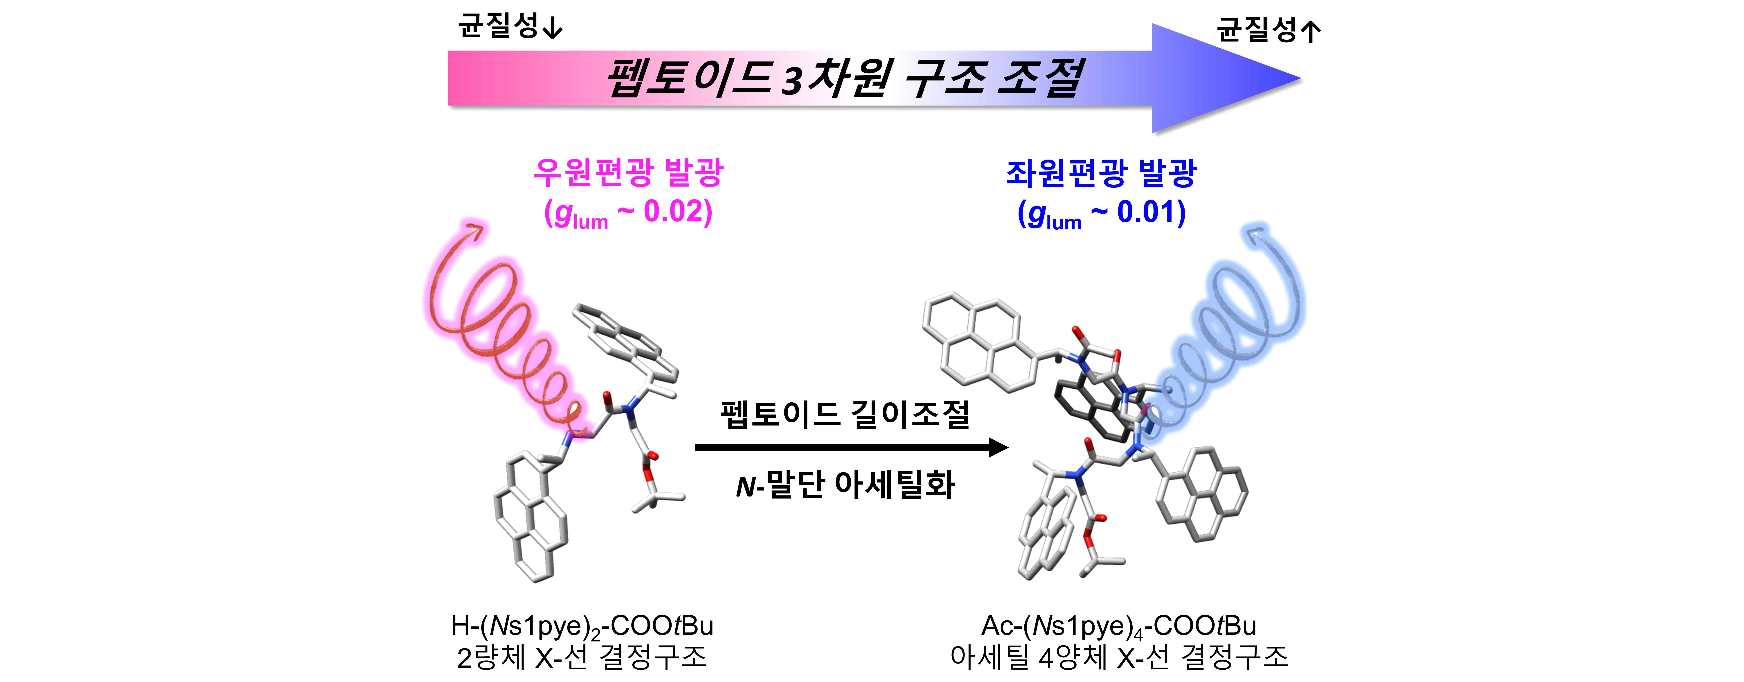 균질성↓
균질성↑
펩토이드 3차원 구조 조절
우원편광 발광
(glum ~ 0.02)
좌원편광 발광
(glum ~ 0.01)
펩토이드 길이조절
N-말단 아세틸화
H-(Ns1pye)2-COOtBu
2량체 X-선 결정구조
Ac-(Ns1pye)4-COOtBu
아세틸 4양체 X-선 결정구조